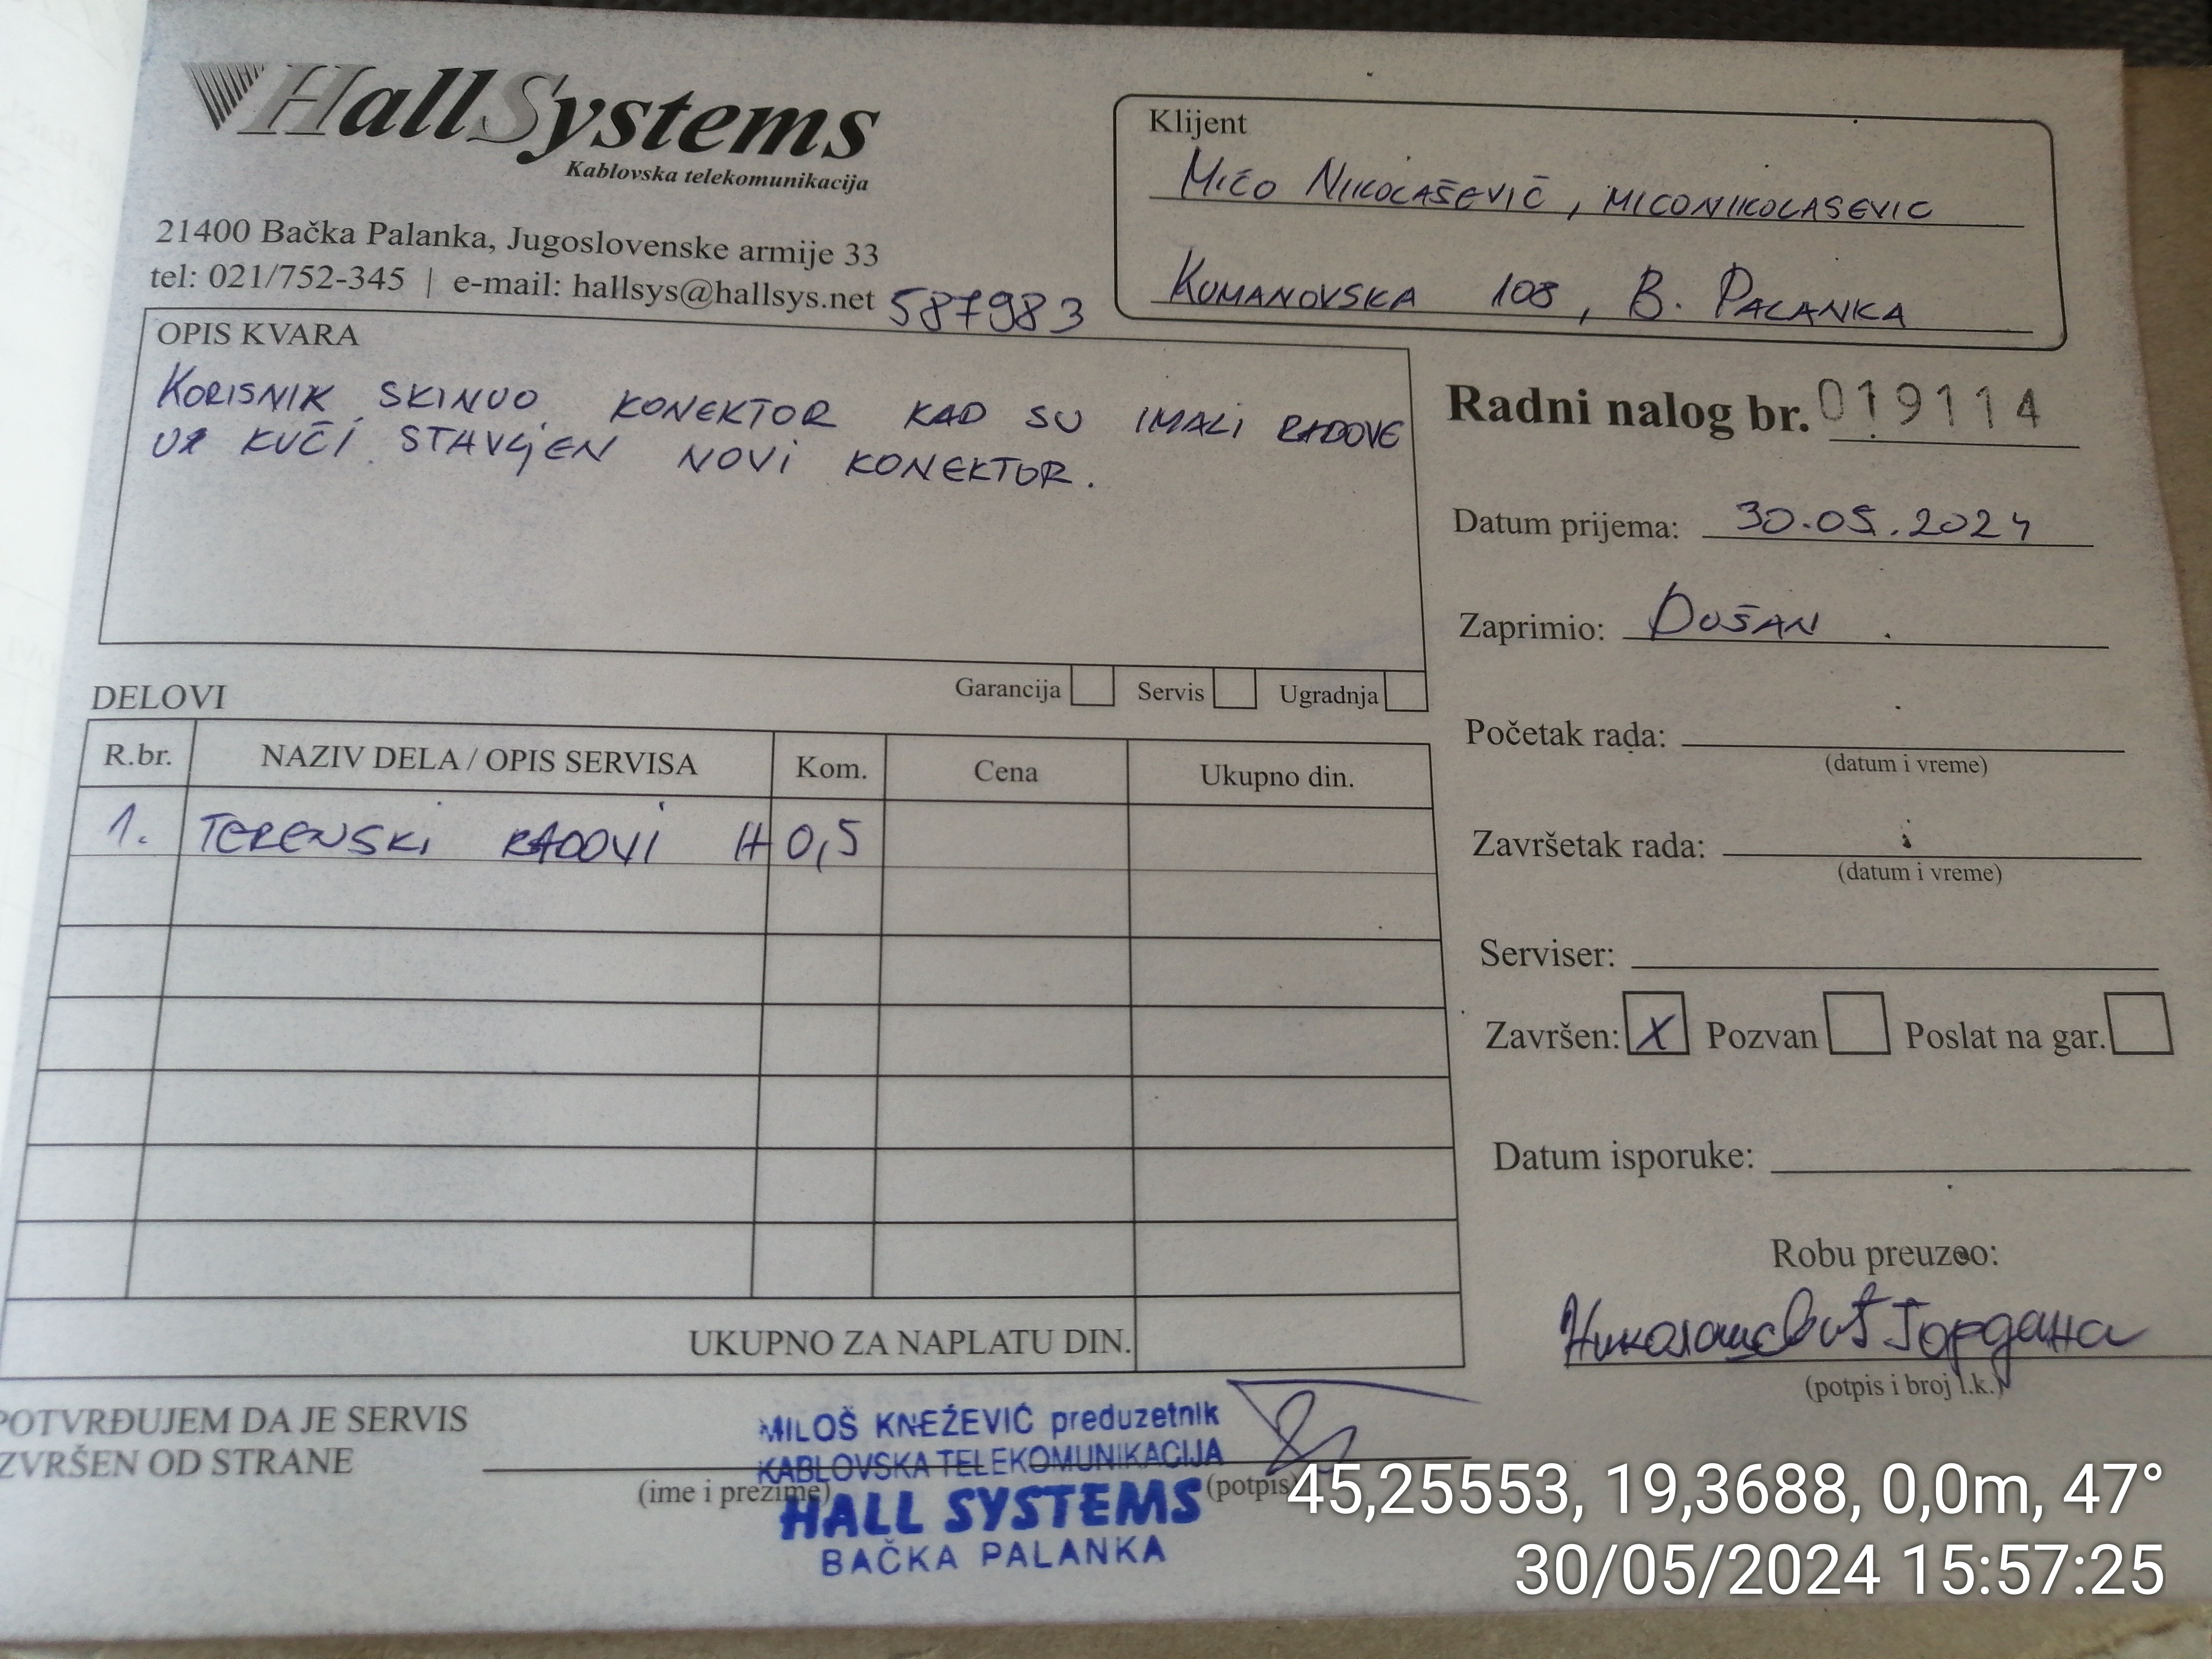 HallSystems
Kablovska telekomunikacija
21400 Bačka Palanka, Jugoslovenske armije 33
tel: 021/752-345 | e-mail: hallsys@hallsys.net 587983
Klijent
MIĆO NIKOLAŠEVIĆ, MICONIKOLASEVIC
KUMANOVSKA 108, B. PALANKA
OPIS KVARA
KORISNIK SKINUO KONEKTOR KAD SU IMALI RADOVE
U KUĆI. STAVLJEN NOVI KONEKTOR.
Garancija Servis Ugradnja
Radni nalog br. 019114
Datum prijema: 30.05.2024
Zaprimio: DUŠAN
Početak rada:
(datum i vreme)
Završetak rada:
(datum i vreme)
Serviser:
Završen: X Pozvan Poslat na gar.
Datum isporuke:
Robu preuzeo:
Николашевић Гордана
(potpis i broj l.k.)
DELOVI
R.br. NAZIV DELA / OPIS SERVISA Kom. Cena Ukupno din.
1. TERENSKI RADOVI H 0,5
UKUPNO ZA NAPLATU DIN.
POTVRĐUJEM DA JE SERVIS
IZVRŠEN OD STRANE
(ime i prezime) (potpis)
MILOŠ KNEŽEVIĆ preduzetnik
KABLOVSKA TELEKOMUNIKACIJA
HALL SYSTEMS
BAČKA PALANKA
45,25553, 19,3688, 0,0m, 47°
30/05/2024 15:57:25